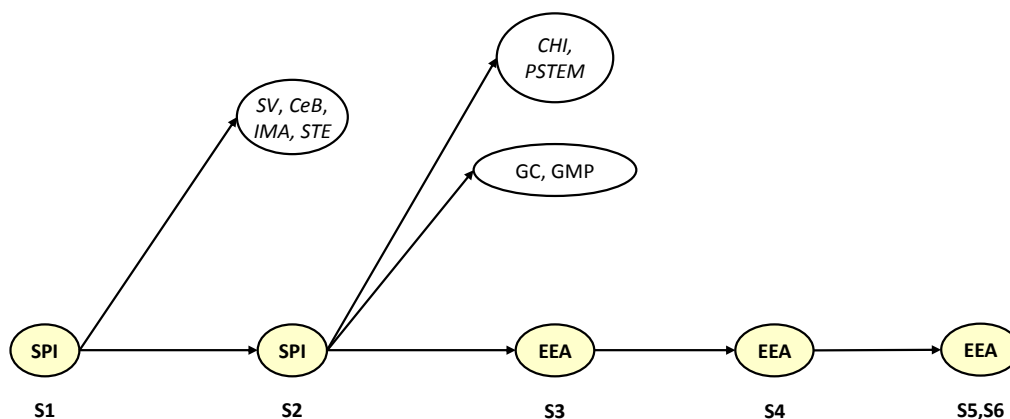 CHI,
PSTEM
SV, CeB,
IMA, STE
GC, GMP
SPI
SPI
EEA
EEA
EEA
S1
S2
S3
S4
S5,S6